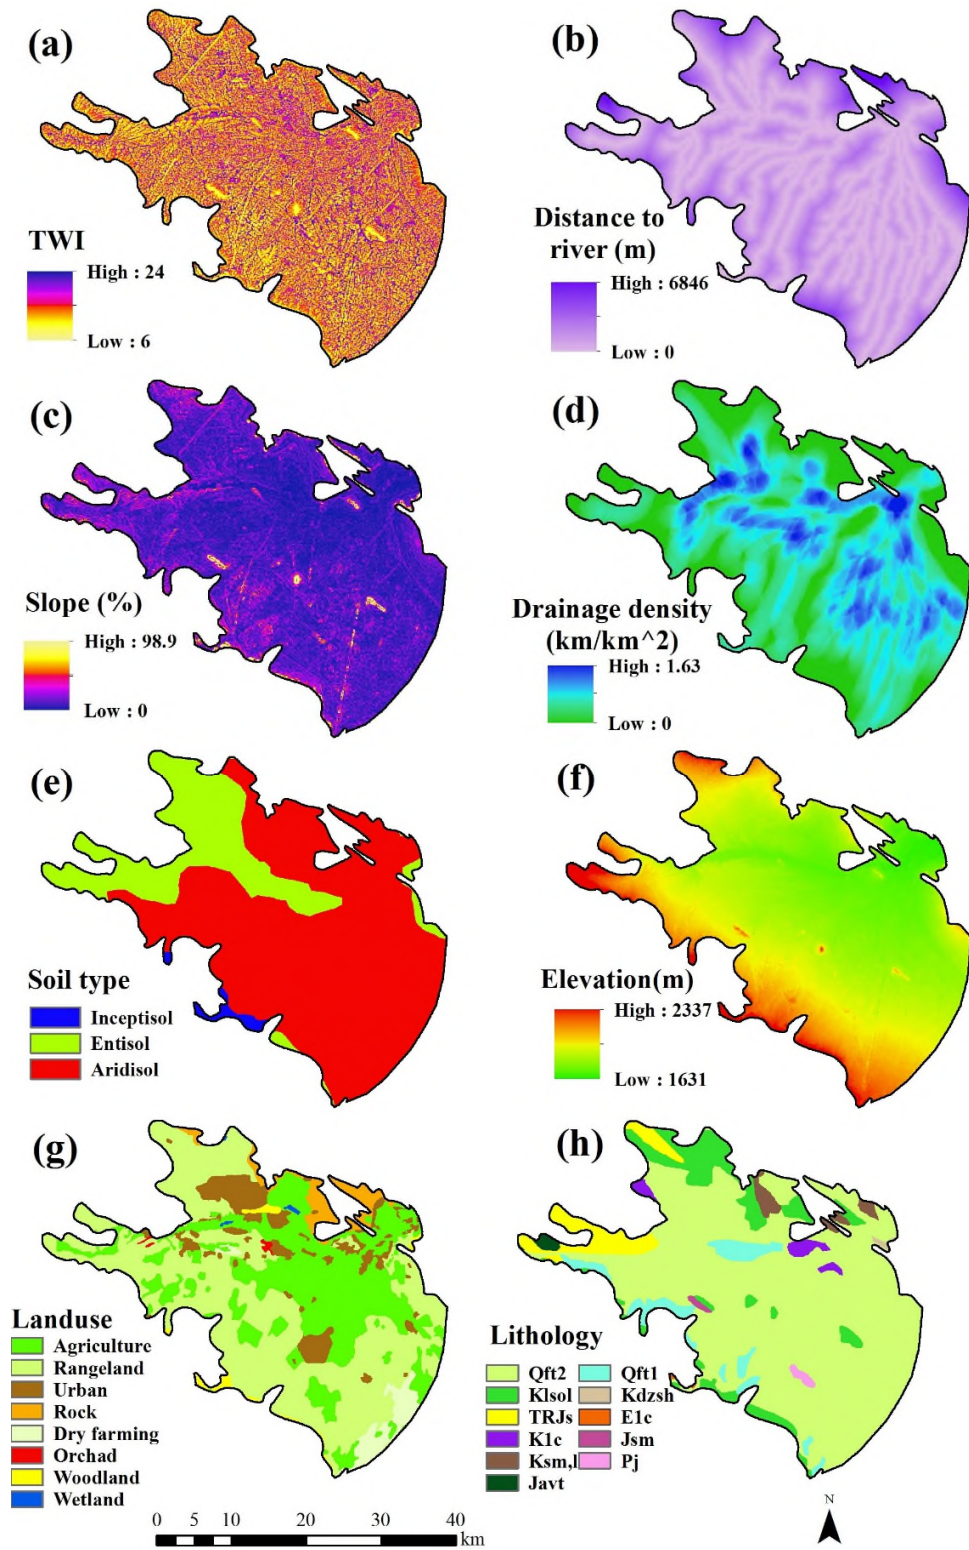 (a)
TWI
High : 24
Low : 6
(b)
Distance to
river (m)
High : 6846
Low : 0
(c)
Slope (%)
High : 98.9
Low : 0
(d)
Drainage density
(km/km^2)
High : 1.63
Low : 0
(e)
Soil type
Inceptisol
Entisol
Aridisol
(f)
Elevation(m)
High : 2337
Low : 1631
(g)
Landuse
Agriculture
Rangeland
Urban
Rock
Dry farming
Orchad
Woodland
Wetland
(h)
Lithology
Qft2
Klsol
TRJs
K1c
Ksm,l
Javt
Qft1
Kdzsh
E1c
Jsm
Pj
0 5 10 20 30 40
km
N